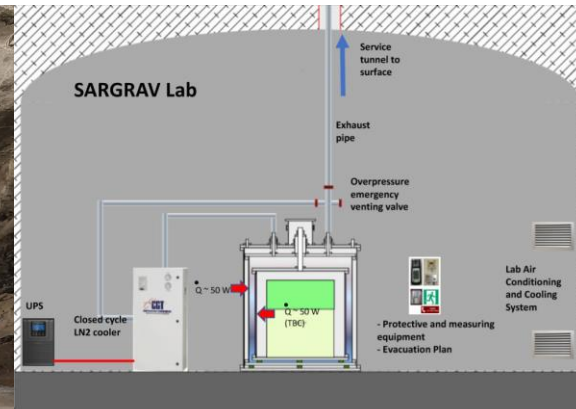 SARGRAV Lab
Service
tunnel to
surface
Exhaust
pipe
Overpressure
emergency
venting valve
Q ~ 50 W
Q ~ 50 W
(TBC)
UPS
Closed cycle
LN2 cooler
- Protective and measuring
equipment
- Evacuation Plan
Lab Air
Conditioning
and Cooling
System